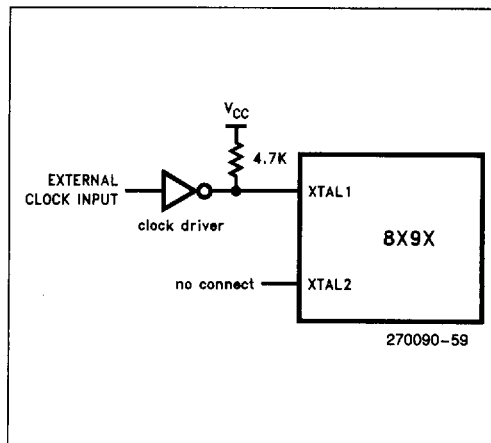 VCC
4.7K
EXTERNAL
CLOCK INPUT
clock driver
XTAL1
8X9X
no connect
XTAL2
270090-59